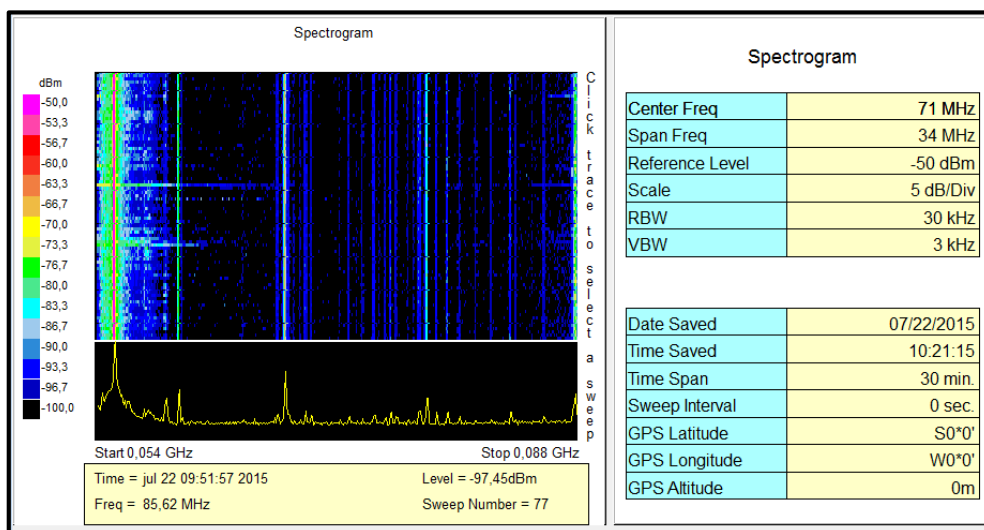 Spectrogram
dBm
-50,0
-53,3
-56,7
-60,0
-63,3
-66,7
-70,0
-73,3
-76,7
-80,0
-83,3
-86,7
-90,0
-93,3
-96,7
-100,0
Click trace to select a sweep
Start 0,054 GHz Stop 0,088 GHz
Time = jul 22 09:51:57 2015 Level = -97,45dBm
Freq = 85,62 MHz Sweep Number = 77
Spectrogram
Center Freq 71 MHz
Span Freq 34 MHz
Reference Level -50 dBm
Scale 5 dB/Div
RBW 30 kHz
VBW 3 kHz
Date Saved 07/22/2015
Time Saved 10:21:15
Time Span 30 min.
Sweep Interval 0 sec.
GPS Latitude S0*0'
GPS Longitude W0*0'
GPS Altitude 0m